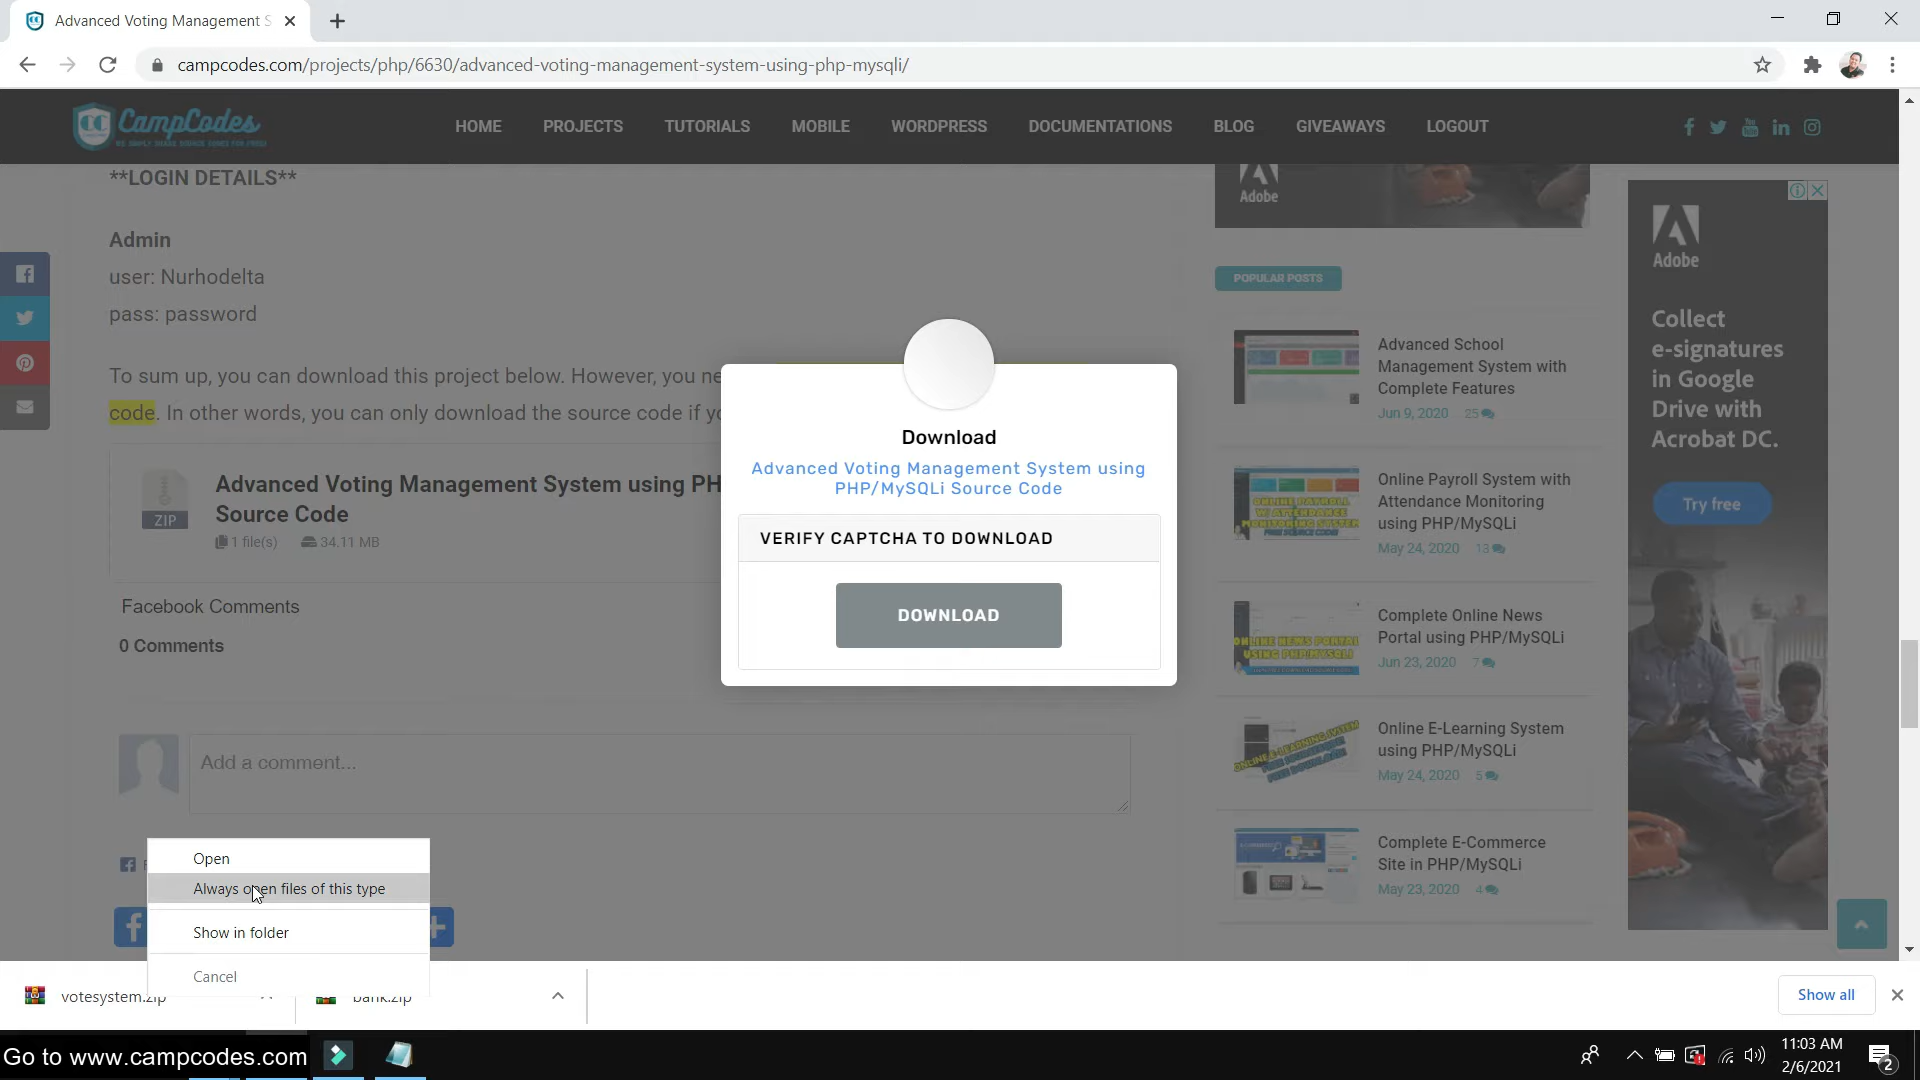 Advanced Voting Management S
campcodes.com/projects/php/6630/advanced-voting-management-system-using-php-mysqli/
CampCodes
WE SIMPLY SHARE SOURCE CODES FOR FREE!
HOME PROJECTS TUTORIALS MOBILE WORDPRESS DOCUMENTATIONS BLOG GIVEAWAYS LOGOUT
**LOGIN DETAILS**
Admin
user: Nurhodelta
pass: password
To sum up, you can download this project below. However, you ne
code. In other words, you can only download the source code if yo
ZIP
Advanced Voting Management System using PH
Source Code
1 file(s) 34.11 MB
Facebook Comments
0 Comments
Add a comment...
Download
Advanced Voting Management System using
PHP/MySQLi Source Code
VERIFY CAPTCHA TO DOWNLOAD
DOWNLOAD
Adobe
POPULAR POSTS
Advanced School
Management System with
Complete Features
Jun 9, 2020 25
Online Payroll System with
Attendance Monitoring
using PHP/MySQLi
May 24, 2020 13
Complete Online News
Portal using PHP/MySQLi
Jun 23, 2020 7
Online E-Learning System
using PHP/MySQLi
May 24, 2020 5
Complete E-Commerce
Site in PHP/MySQLi
May 23, 2020 4
Adobe
Collect
e-signatures
in Google
Drive with
Acrobat DC.
Try free
Open
Always open files of this type
Show in folder
Cancel
votesystem.zip
bank.zip
Show all
Go to www.campcodes.com
11:03 AM
2/6/2021
2